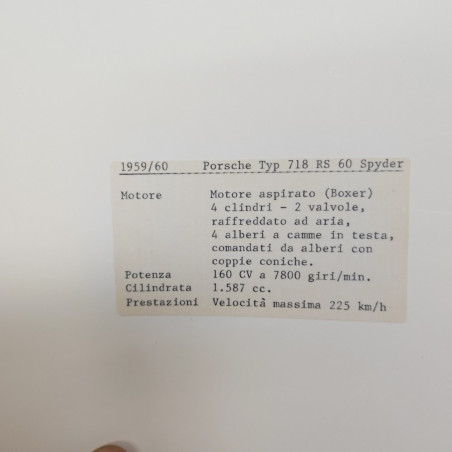 1959/60 Porsche Typ 718 RS 60 Spyder
Motore Motore aspirato (Boxer)
4 clindri - 2 valvole,
raffreddato ad aria,
4 alberi a camme in testa,
comandati da alberi con
coppie coniche.
Potenza 160 CV a 7800 giri/min.
Cilindrata 1.587 cc.
Prestazioni Velocità massima 225 km/h